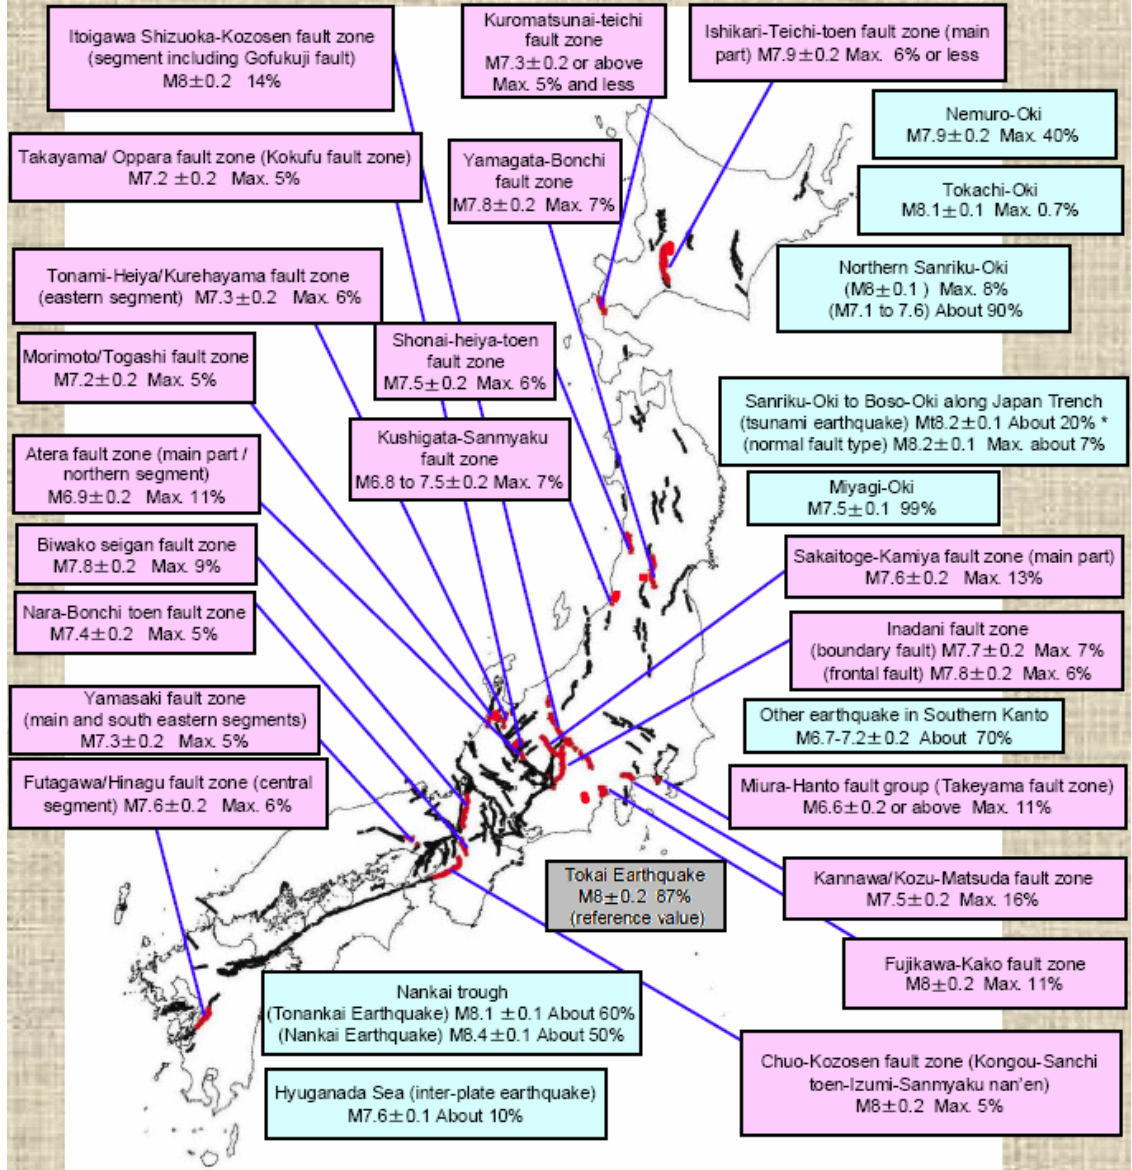 Itoigawa Shizuoka-Kozosen fault zone
(segment including Gofukuji fault)
M8±0.2 14%
Kuromatsunai-teichi
fault zone
M7.3±0.2 or above
Max. 5% and less
Ishikari-Teichi-toen fault zone (main
part) M7.9±0.2 Max. 6% or less
Nemuro-Oki
M7.9±0.2 Max. 40%
Takayama/ Oppara fault zone (Kokufu fault zone)
M7.2 ±0.2 Max. 5%
Yamagata-Bonchi
fault zone
M7.8±0.2 Max. 7%
Tokachi-Oki
M8.1±0.1 Max. 0.7%
Tonami-Heiya/Kurehayama fault zone
(eastern segment) M7.3±0.2 Max. 6%
Northern Sanriku-Oki
(M8±0.1 ) Max. 8%
(M7.1 to 7.6) About 90%
Morimoto/Togashi fault zone
M7.2±0.2 Max. 5%
Shonai-heiya-toen
fault zone
M7.5±0.2 Max. 6%
Sanriku-Oki to Boso-Oki along Japan Trench
(tsunami earthquake) Mt8.2±0.1 About 20% *
(normal fault type) M8.2±0.1 Max. about 7%
Atera fault zone (main part /
northern segment)
M6.9±0.2 Max. 11%
Kushigata-Sanmyaku
fault zone
M6.8 to 7.5±0.2 Max. 7%
Miyagi-Oki
M7.5±0.1 99%
Biwako seigan fault zone
M7.8±0.2 Max. 9%
Sakaitoge-Kamiya fault zone (main part)
M7.6±0.2 Max. 13%
Nara-Bonchi toen fault zone
M7.4±0.2 Max. 5%
Inadani fault zone
(boundary fault) M7.7±0.2 Max. 7%
(frontal fault) M7.8±0.2 Max. 6%
Yamasaki fault zone
(main and south eastern segments)
M7.3±0.2 Max. 5%
Other earthquake in Southern Kanto
M6.7-7.2±0.2 About 70%
Futagawa/Hinagu fault zone (central
segment) M7.6±0.2 Max. 6%
Miura-Hanto fault group (Takeyama fault zone)
M6.6±0.2 or above Max. 11%
Tokai Earthquake
M8±0.2 87%
(reference value)
Kannawa/Kozu-Matsuda fault zone
M7.5±0.2 Max. 16%
Fujikawa-Kako fault zone
M8±0.2 Max. 11%
Nankai trough
(Tonankai Earthquake) M8.1 ±0.1 About 60%
(Nankai Earthquake) M8.4±0.1 About 50%
Chuo-Kozosen fault zone (Kongou-Sanchi
toen-Izumi-Sanmyaku nan'en)
M8±0.2 Max. 5%
Hyuganada Sea (inter-plate earthquake)
M7.6±0.1 About 10%